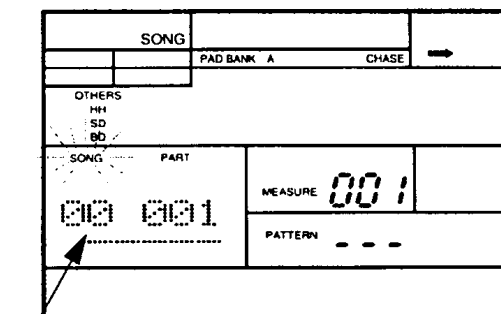 SONG
PAD BANK A CHASE
OTHERS
HH
SD
BD
SONG PART
00 001
MEASURE 001
PATTERN ---